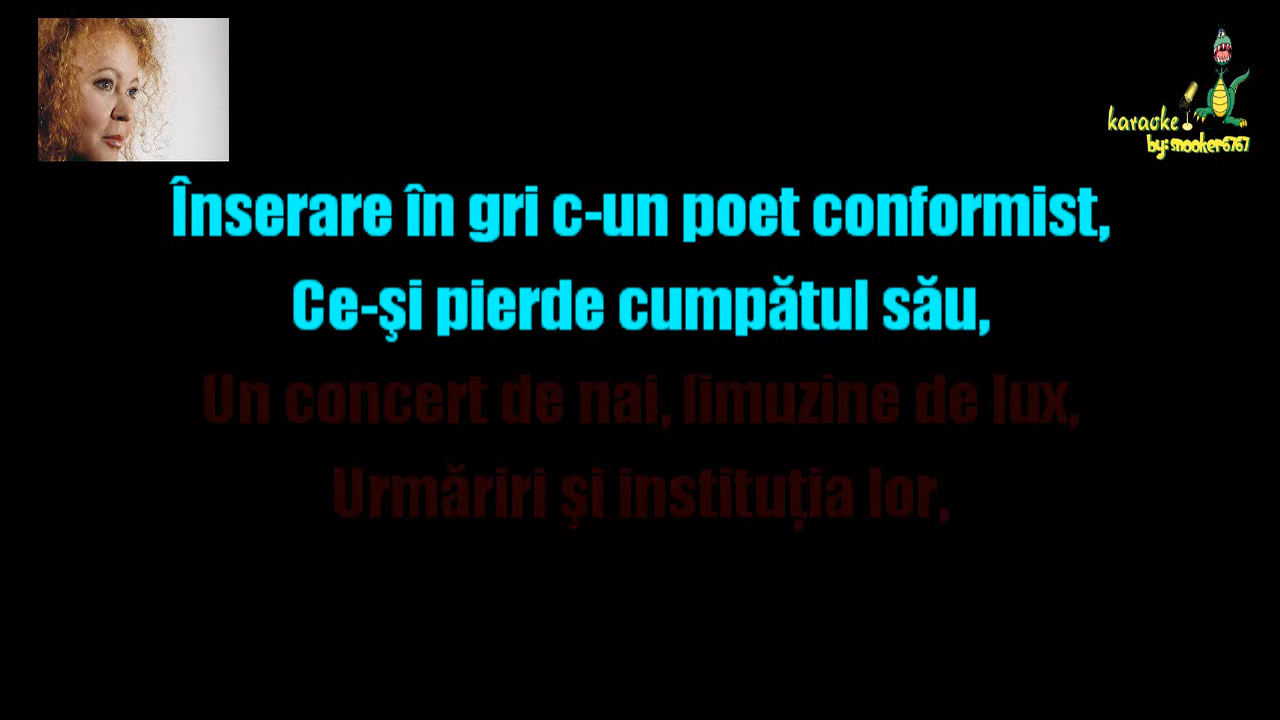 karaoke
by: snooker6767
Înserare în gri c-un poet conformist,
Ce-şi pierde cumpătul său,
Un concert de nai, limuzine de lux,
Urmăriri şi instituţia lor,